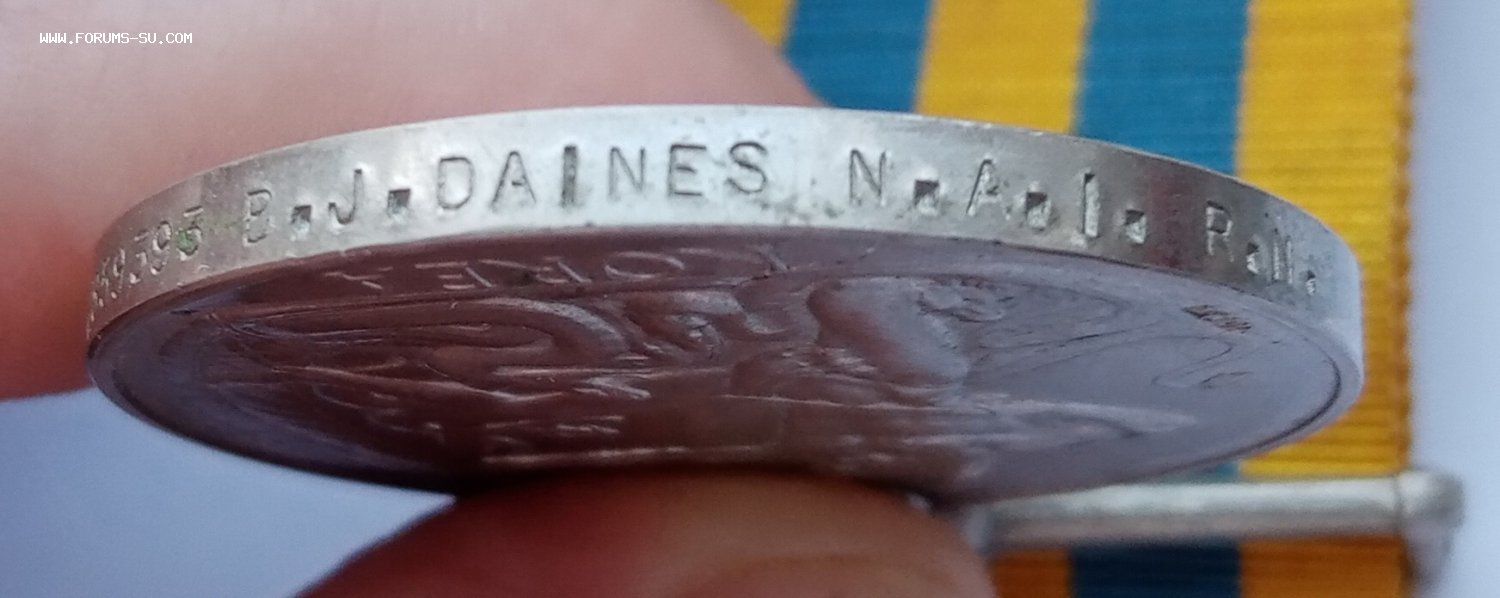 WWW.FORUMS-SU.COM
B.J.DAINES N.A.1. R.N.
KOREA